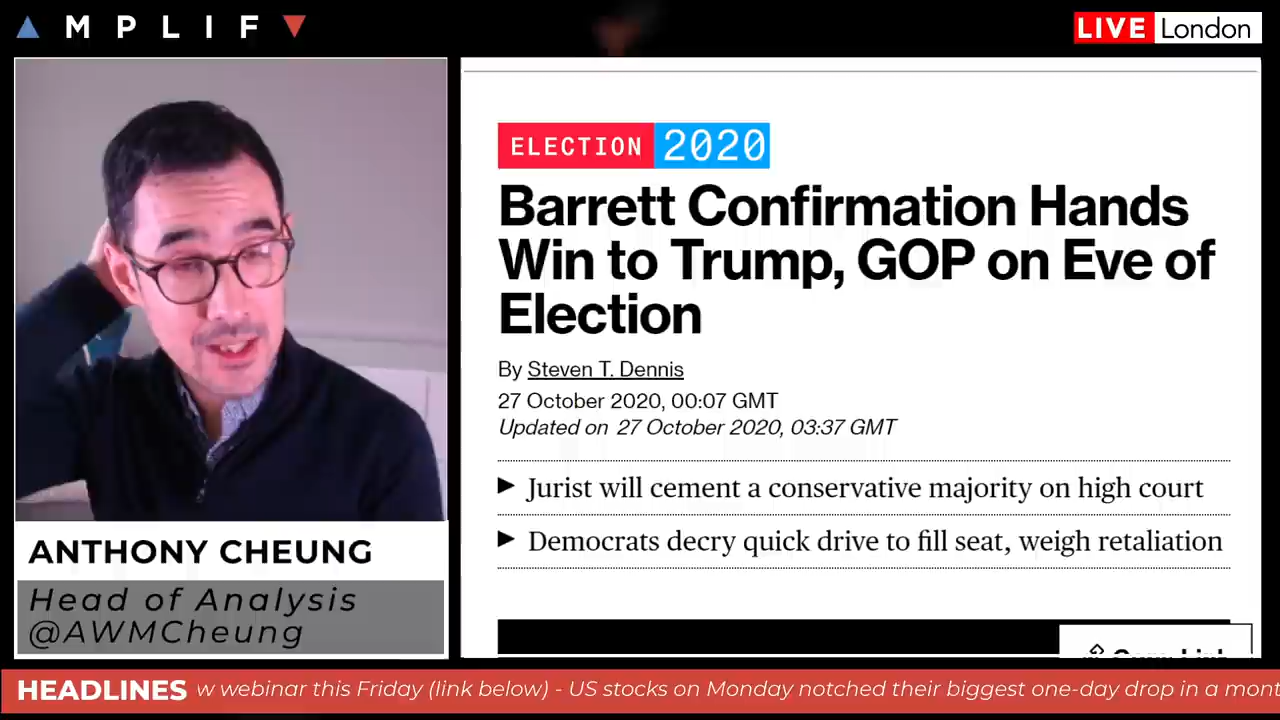 AMPLIFY
LIVE London
ELECTION 2020
Barrett Confirmation Hands
Win to Trump, GOP on Eve of
Election
By Steven T. Dennis
27 October 2020, 00:07 GMT
Updated on 27 October 2020, 03:37 GMT
Jurist will cement a conservative majority on high court
Democrats decry quick drive to fill seat, weigh retaliation
ANTHONY CHEUNG
Head of Analysis
@AWMCheung
HEADLINES w webinar this Friday (link below) - US stocks on Monday notched their biggest one-day drop in a mont